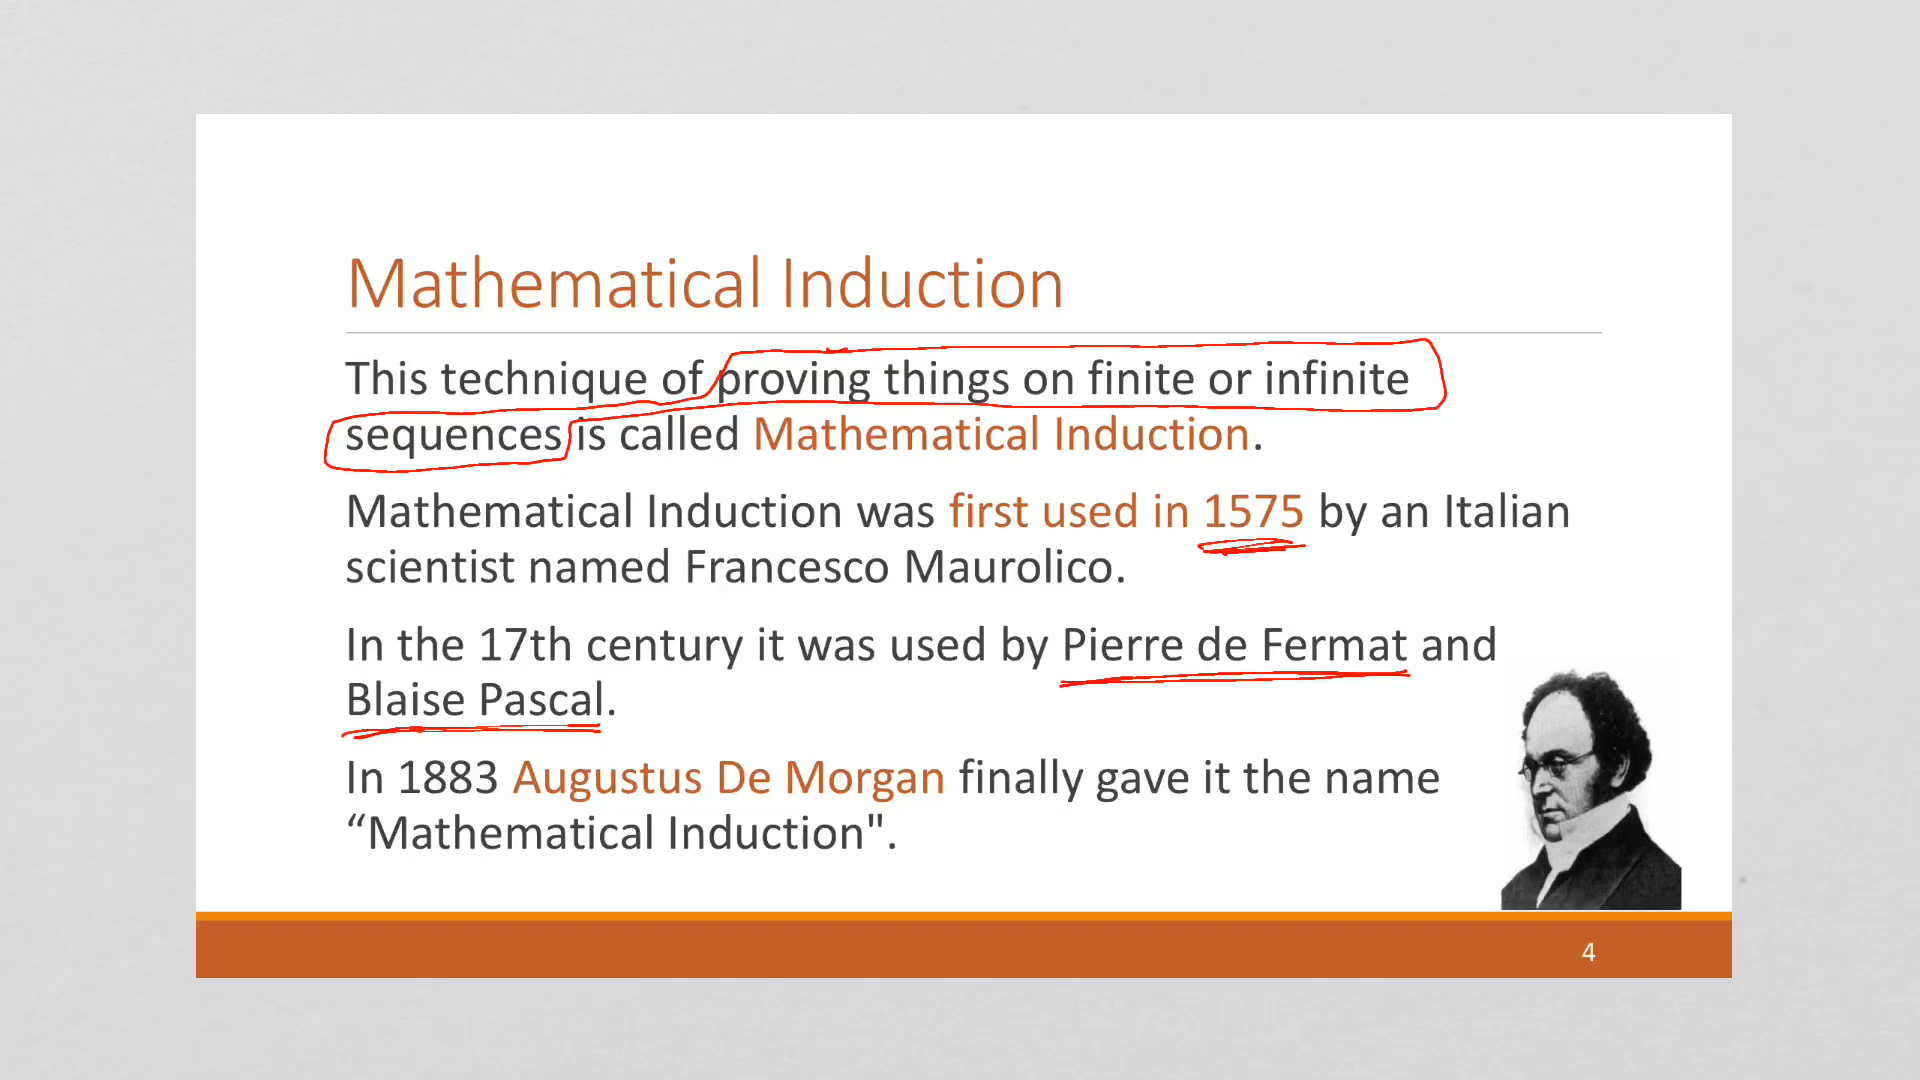 Mathematical Induction
This technique of proving things on finite or infinite
sequences is called Mathematical Induction.
Mathematical Induction was first used in 1575 by an Italian
scientist named Francesco Maurolico.
In the 17th century it was used by Pierre de Fermat and
Blaise Pascal.
In 1883 Augustus De Morgan finally gave it the name
“Mathematical Induction".
4